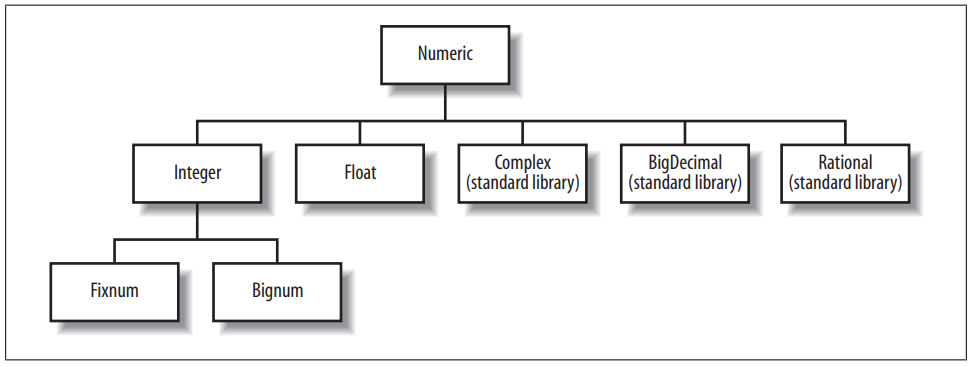 Numeric
Integer
Float
Complex
(standard library)
BigDecimal
(standard library)
Rational
(standard library)
Fixnum
Bignum